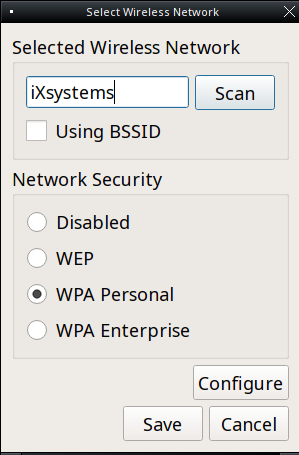 Select Wireless Network
Selected Wireless Network
iXsystems
Scan
Using BSSID
Network Security
Disabled
WEP
WPA Personal
WPA Enterprise
Configure
Save
Cancel